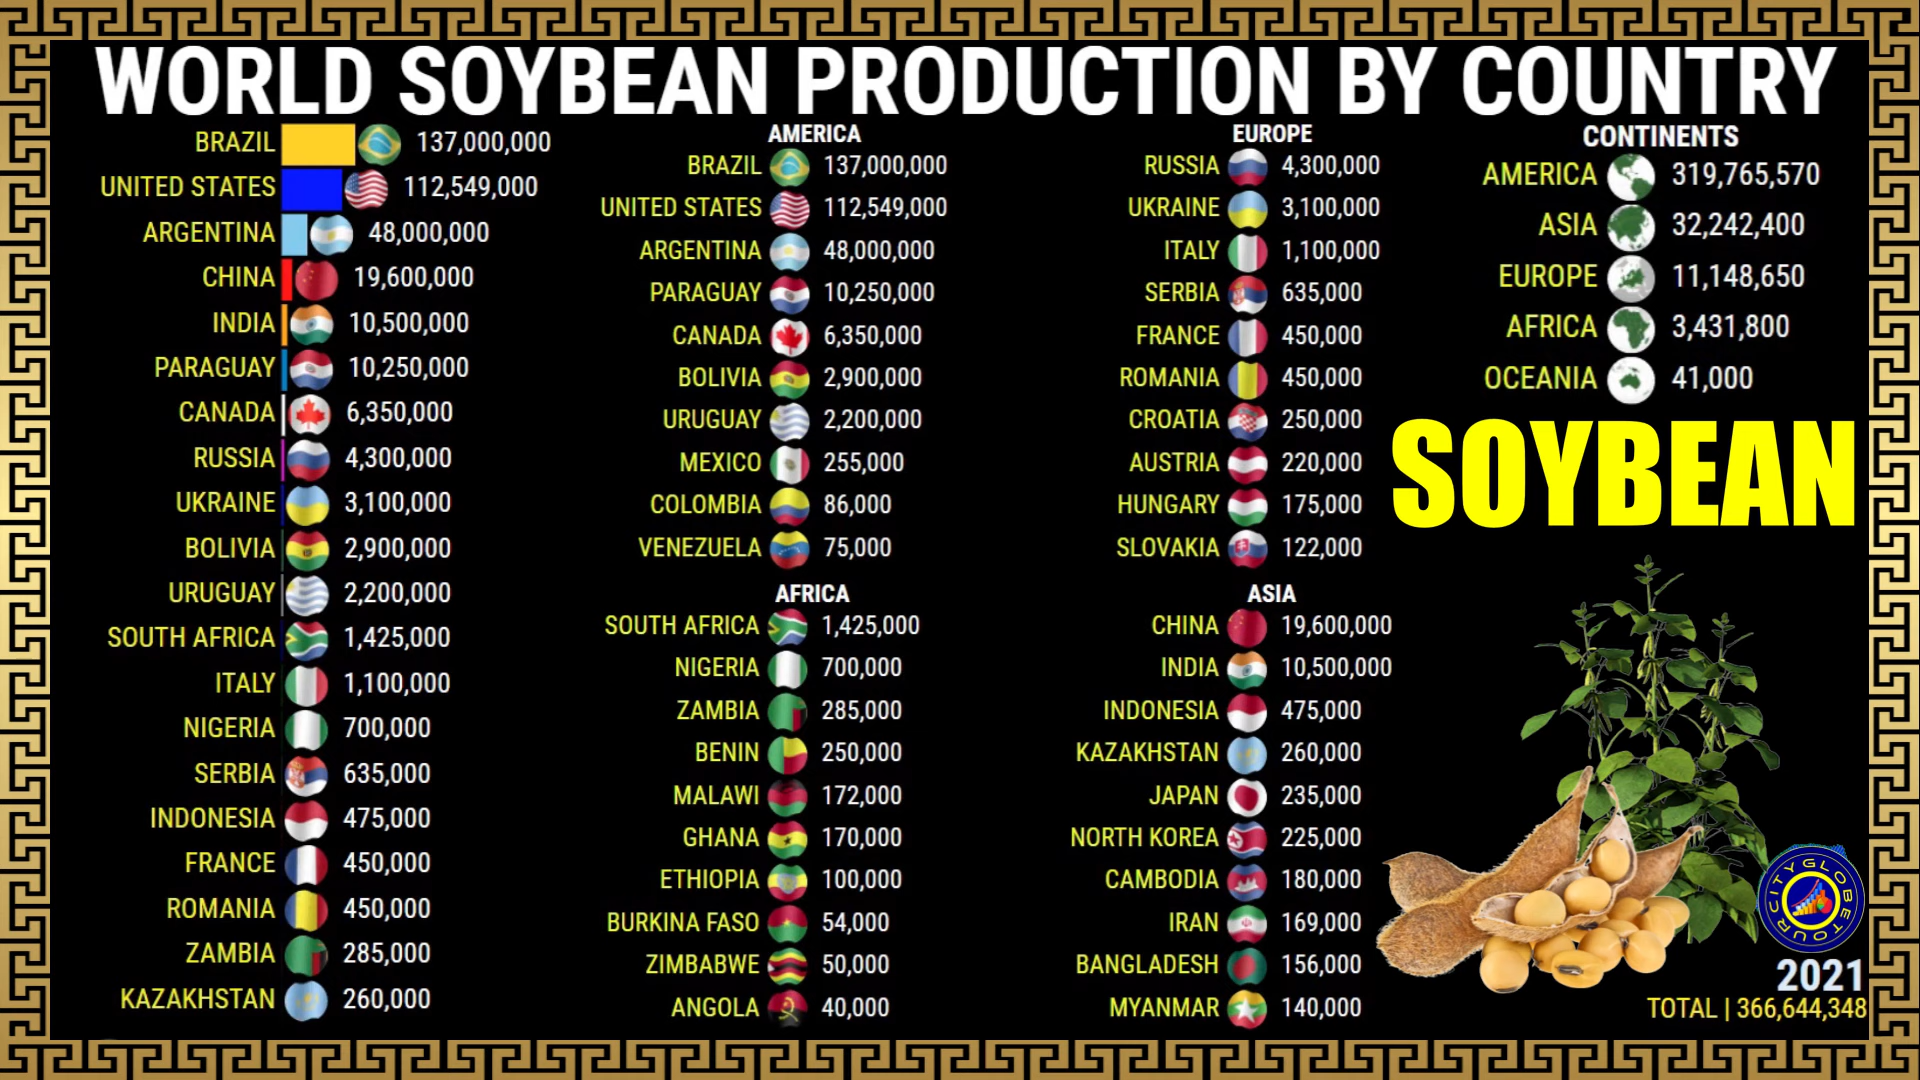 WORLD SOYBEAN PRODUCTION BY COUNTRY
BRAZIL 137,000,000
UNITED STATES 112,549,000
ARGENTINA 48,000,000
CHINA 19,600,000
INDIA 10,500,000
PARAGUAY 10,250,000
CANADA 6,350,000
RUSSIA 4,300,000
UKRAINE 3,100,000
BOLIVIA 2,900,000
URUGUAY 2,200,000
SOUTH AFRICA 1,425,000
ITALY 1,100,000
NIGERIA 700,000
SERBIA 635,000
INDONESIA 475,000
FRANCE 450,000
ROMANIA 450,000
ZAMBIA 285,000
KAZAKHSTAN 260,000
AMERICA
BRAZIL 137,000,000
UNITED STATES 112,549,000
ARGENTINA 48,000,000
PARAGUAY 10,250,000
CANADA 6,350,000
BOLIVIA 2,900,000
URUGUAY 2,200,000
MEXICO 255,000
COLOMBIA 86,000
VENEZUELA 75,000
AFRICA
SOUTH AFRICA 1,425,000
NIGERIA 700,000
ZAMBIA 285,000
BENIN 250,000
MALAWI 172,000
GHANA 170,000
ETHIOPIA 100,000
BURKINA FASO 54,000
ZIMBABWE 50,000
ANGOLA 40,000
EUROPE
RUSSIA 4,300,000
UKRAINE 3,100,000
ITALY 1,100,000
SERBIA 635,000
FRANCE 450,000
ROMANIA 450,000
CROATIA 250,000
AUSTRIA 220,000
HUNGARY 175,000
SLOVAKIA 122,000
ASIA
CHINA 19,600,000
INDIA 10,500,000
INDONESIA 475,000
KAZAKHSTAN 260,000
JAPAN 235,000
NORTH KOREA 225,000
CAMBODIA 180,000
IRAN 169,000
BANGLADESH 156,000
MYANMAR 140,000
CONTINENTS
AMERICA 319,765,570
ASIA 32,242,400
EUROPE 11,148,650
AFRICA 3,431,800
OCEANIA 41,000
SOYBEAN
CITYGLOBETOUR
2021
TOTAL | 366,644,348